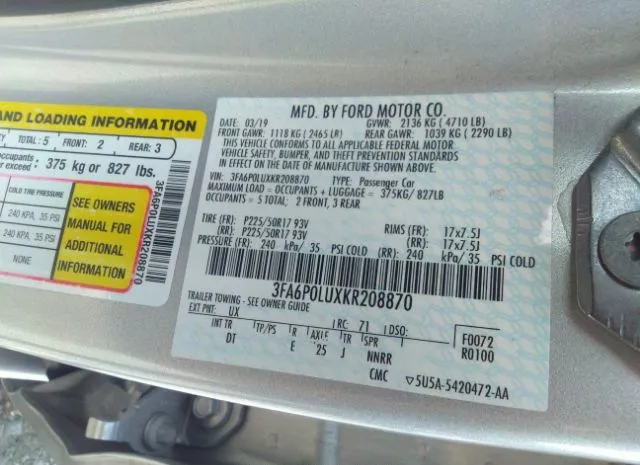 AND LOADING INFORMATION
TOTAL: 5 FRONT: 2 REAR: 3
occupants
exceed 375 kg or 827 lbs.
COLD TIRE PRESSURE
240 KPA, 35 PSI
240 KPA, 35 PSI
NONE
SEE OWNERS
MANUAL FOR
ADDITIONAL
INFORMATION
3FA6P0LUXKR208870
MFD. BY FORD MOTOR CO.
DATE: 03/19 GVWR: 2136 KG ( 4710 LB)
FRONT GAWR: 1118 KG ( 2465 LB) REAR GAWR: 1039 KG ( 2290 LB)
THIS VEHICLE CONFORMS TO ALL APPLICABLE FEDERAL MOTOR
VEHICLE SAFETY, BUMPER, AND THEFT PREVENTION STANDARDS IN
EFFECT ON THE DATE OF MANUFACTURE SHOWN ABOVE.
VIN: 3FA6P0LUXKR208870 TYPE: Passenger Car
MAXIMUM LOAD = OCCUPANTS + LUGGAGE = 375KG/ 827LB
OCCUPANTS = 5 TOTAL: 2 FRONT, 3 REAR
TIRE (FR): P225/50R17 93V RIMS (FR): 17x7.5J
(RR): P225/50R17 93V (RR): 17x7.5J
PRESSURE (FR): 240 kPa/ 35 PSI COLD (RR): 240 kPa/ 35 PSI COLD
3FA6P0LUXKR208870
TRAILER TOWING - SEE OWNER GUIDE
EXT PNT: UX RC: 71 DSO: F0072
INT TR TP/PS R AXLE TR SPR R0100
DT E 25 J NNRR
CMC 5U5A-5420472-AA